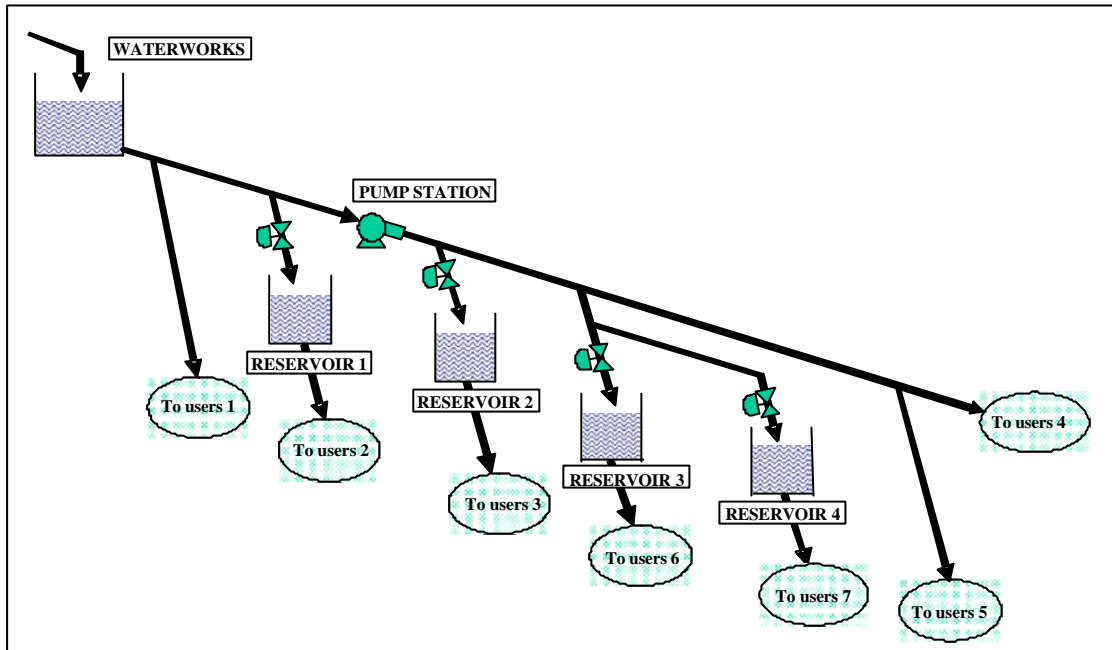 WATERWORKS
PUMP STATION
RESERVOIR 1
RESERVOIR 2
To users 1
To users 4
To users 2
RESERVOIR 3
To users 3
RESERVOIR 4
To users 6
To users 7
To users 5